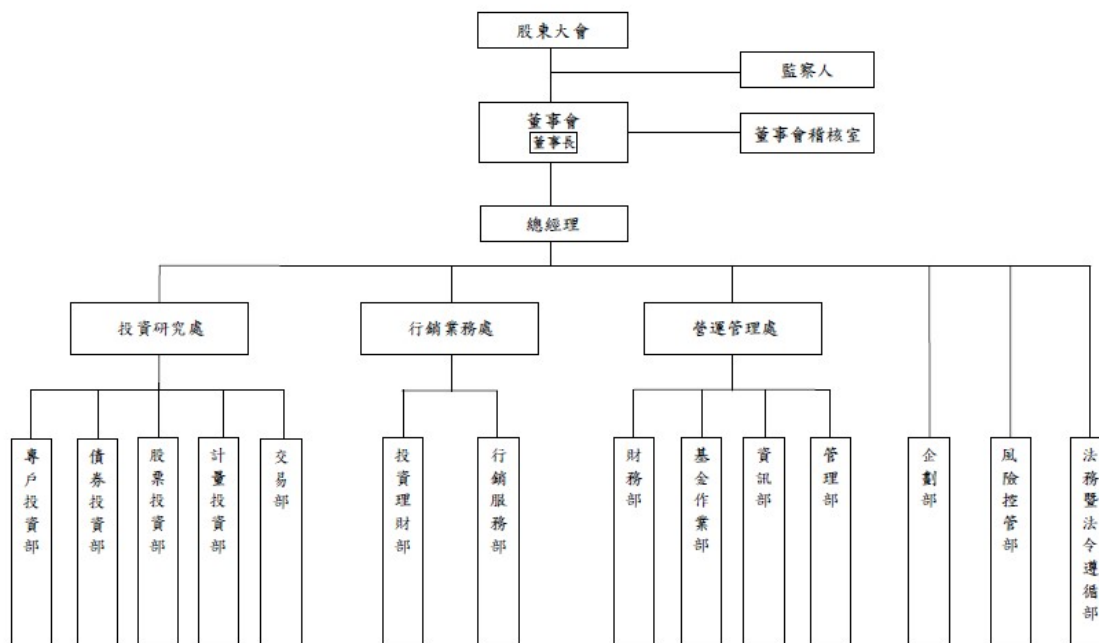 股東大會
監察人
董事會
董事長
董事會稽核室
總經理
投資研究處
行銷業務處
營運管理處
專戶投資部
債券投資部
股票投資部
計量投資部
交易部
投資理財部
行銷服務部
財務部
基金作業部
資訊部
管理部
企劃部
風險控管部
法務暨法令遵循部